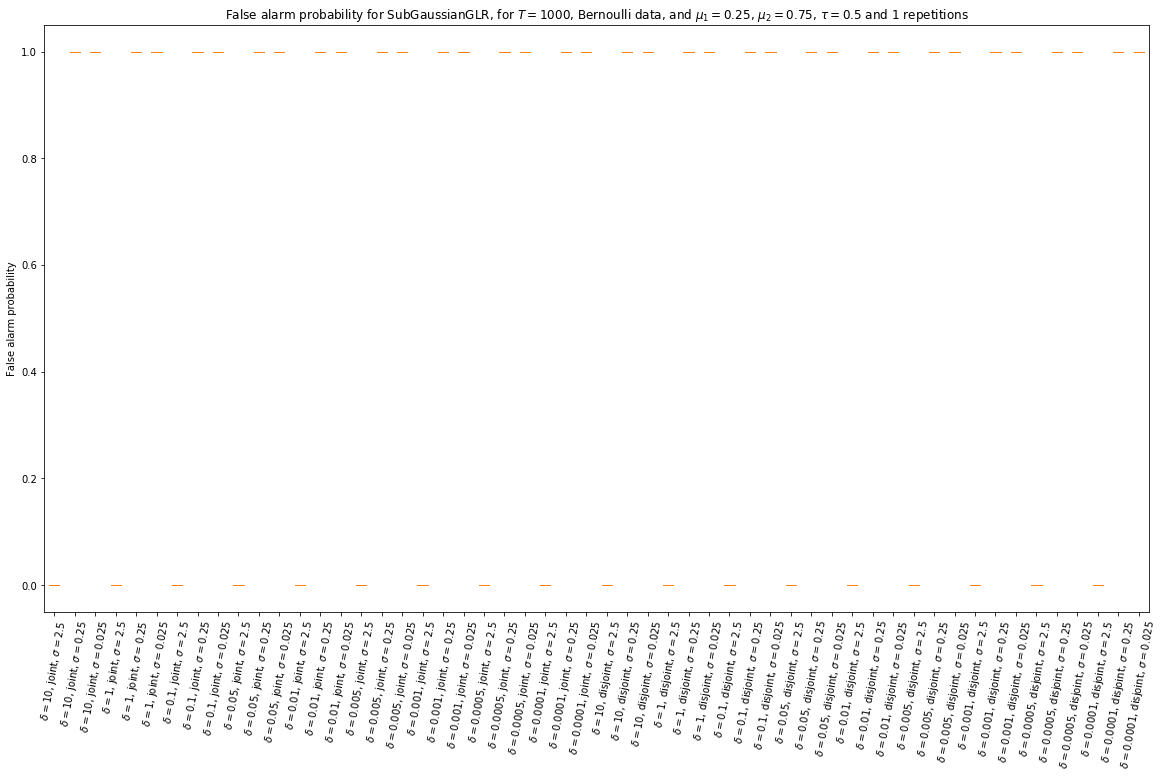 False alarm probability for SubGaussianGLR, for T = 1000, Bernoulli data, and μ₁ = 0.25, μ₂ = 0.75, τ = 0.5 and 1 repetitions
False alarm probability
1.0
0.8
0.6
0.4
0.2
0.0
δ = 10, joint, σ = 2.5
δ = 10, joint, σ = 0.25
δ = 10, joint, σ = 0.025
δ = 1, joint, σ = 2.5
δ = 1, joint, σ = 0.25
δ = 1, joint, σ = 0.025
δ = 0.1, joint, σ = 2.5
δ = 0.1, joint, σ = 0.25
δ = 0.1, joint, σ = 0.025
δ = 0.05, joint, σ = 2.5
δ = 0.05, joint, σ = 0.25
δ = 0.05, joint, σ = 0.025
δ = 0.01, joint, σ = 2.5
δ = 0.01, joint, σ = 0.25
δ = 0.01, joint, σ = 0.025
δ = 0.005, joint, σ = 2.5
δ = 0.005, joint, σ = 0.25
δ = 0.005, joint, σ = 0.025
δ = 0.001, joint, σ = 2.5
δ = 0.001, joint, σ = 0.25
δ = 0.001, joint, σ = 0.025
δ = 0.0005, joint, σ = 2.5
δ = 0.0005, joint, σ = 0.25
δ = 0.0005, joint, σ = 0.025
δ = 0.0001, joint, σ = 2.5
δ = 0.0001, joint, σ = 0.25
δ = 0.0001, joint, σ = 0.025
δ = 10, disjoint, σ = 2.5
δ = 10, disjoint, σ = 0.25
δ = 10, disjoint, σ = 0.025
δ = 1, disjoint, σ = 2.5
δ = 1, disjoint, σ = 0.25
δ = 1, disjoint, σ = 0.025
δ = 0.1, disjoint, σ = 2.5
δ = 0.1, disjoint, σ = 0.25
δ = 0.1, disjoint, σ = 0.025
δ = 0.05, disjoint, σ = 2.5
δ = 0.05, disjoint, σ = 0.25
δ = 0.05, disjoint, σ = 0.025
δ = 0.01, disjoint, σ = 2.5
δ = 0.01, disjoint, σ = 0.25
δ = 0.01, disjoint, σ = 0.025
δ = 0.005, disjoint, σ = 2.5
δ = 0.005, disjoint, σ = 0.25
δ = 0.005, disjoint, σ = 0.025
δ = 0.001, disjoint, σ = 2.5
δ = 0.001, disjoint, σ = 0.25
δ = 0.001, disjoint, σ = 0.025
δ = 0.0005, disjoint, σ = 2.5
δ = 0.0005, disjoint, σ = 0.25
δ = 0.0005, disjoint, σ = 0.025
δ = 0.0001, disjoint, σ = 2.5
δ = 0.0001, disjoint, σ = 0.25
δ = 0.0001, disjoint, σ = 0.025